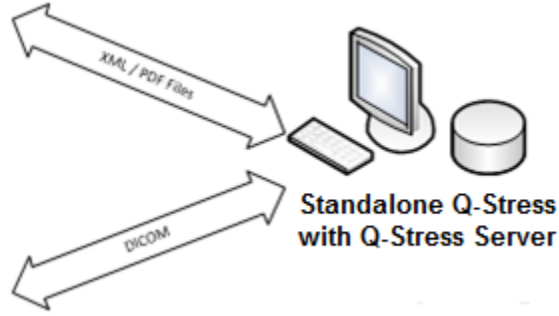 XML / PDF Files
Standalone Q-Stress
with Q-Stress Server
DICOM